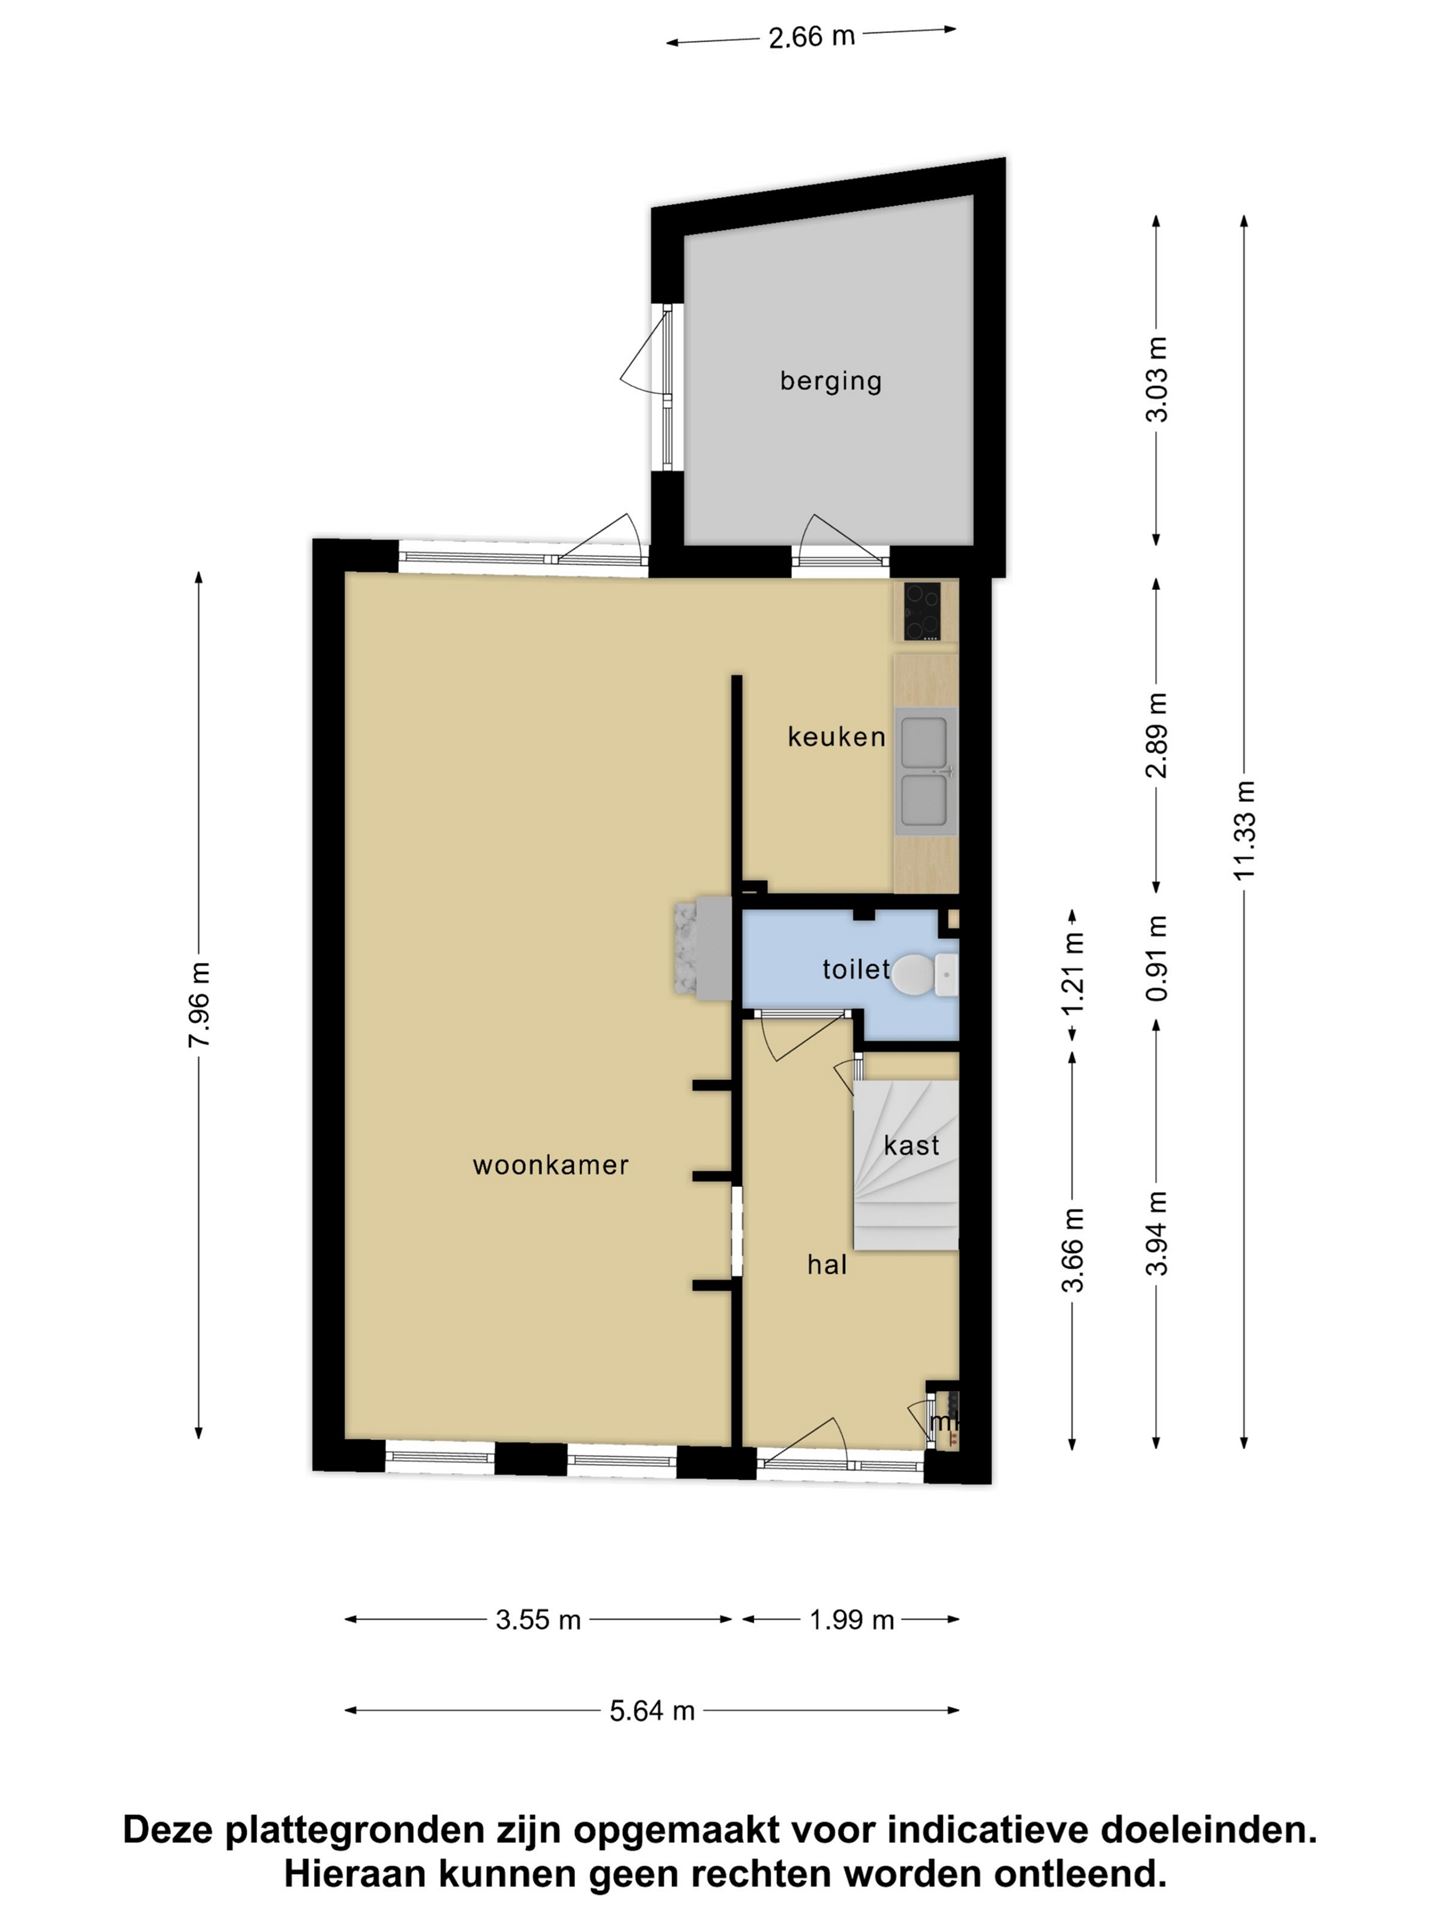 2.66 m
berging
3.03 m
keuken
2.89 m
11.33 m
toilet
1.21 m
0.91 m
7.96 m
kast
woonkamer
hal
3.66 m
3.94 m
3.55 m
1.99 m
5.64 m
Deze plattegronden zijn opgemaakt voor indicatieve doeleinden.
Hieraan kunnen geen rechten worden ontleend.